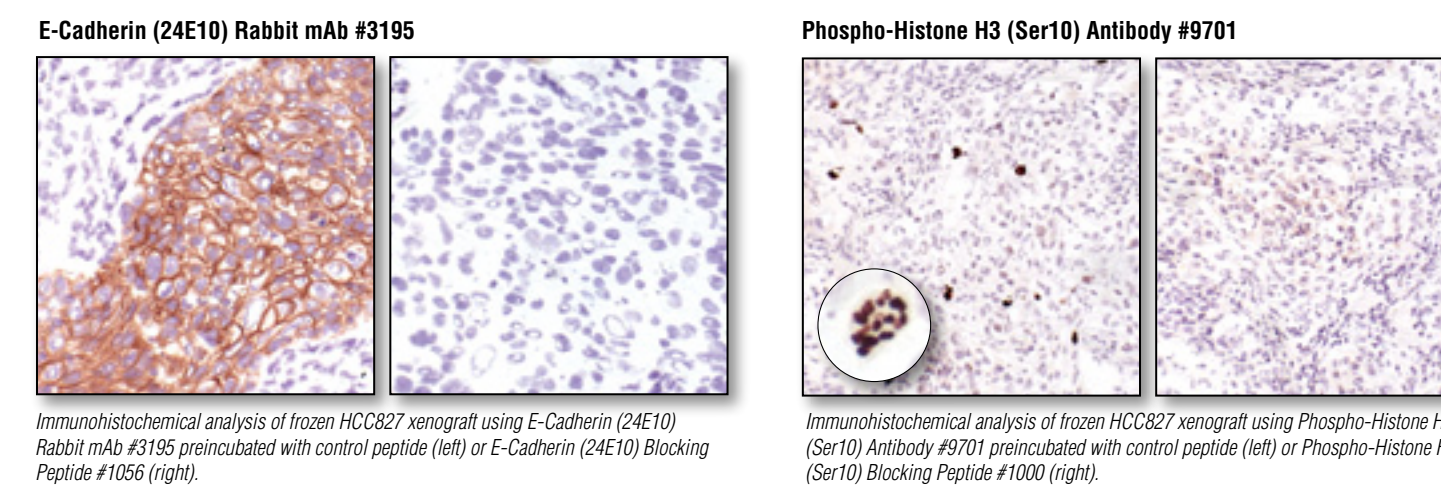 E-Cadherin (24E10) Rabbit mAb #3195
Immunohistochemical analysis of frozen HCC827 xenograft using E-Cadherin (24E10)
Rabbit mAb #3195 preincubated with control peptide (left) or E-Cadherin (24E10) Blocking
Peptide #1056 (right).
Phospho-Histone H3 (Ser10) Antibody #9701
Immunohistochemical analysis of frozen HCC827 xenograft using Phospho-Histone
(Ser10) Antibody #9701 preincubated with control peptide (left) or Phospho-Histone
(Ser10) Blocking Peptide #1000 (right).